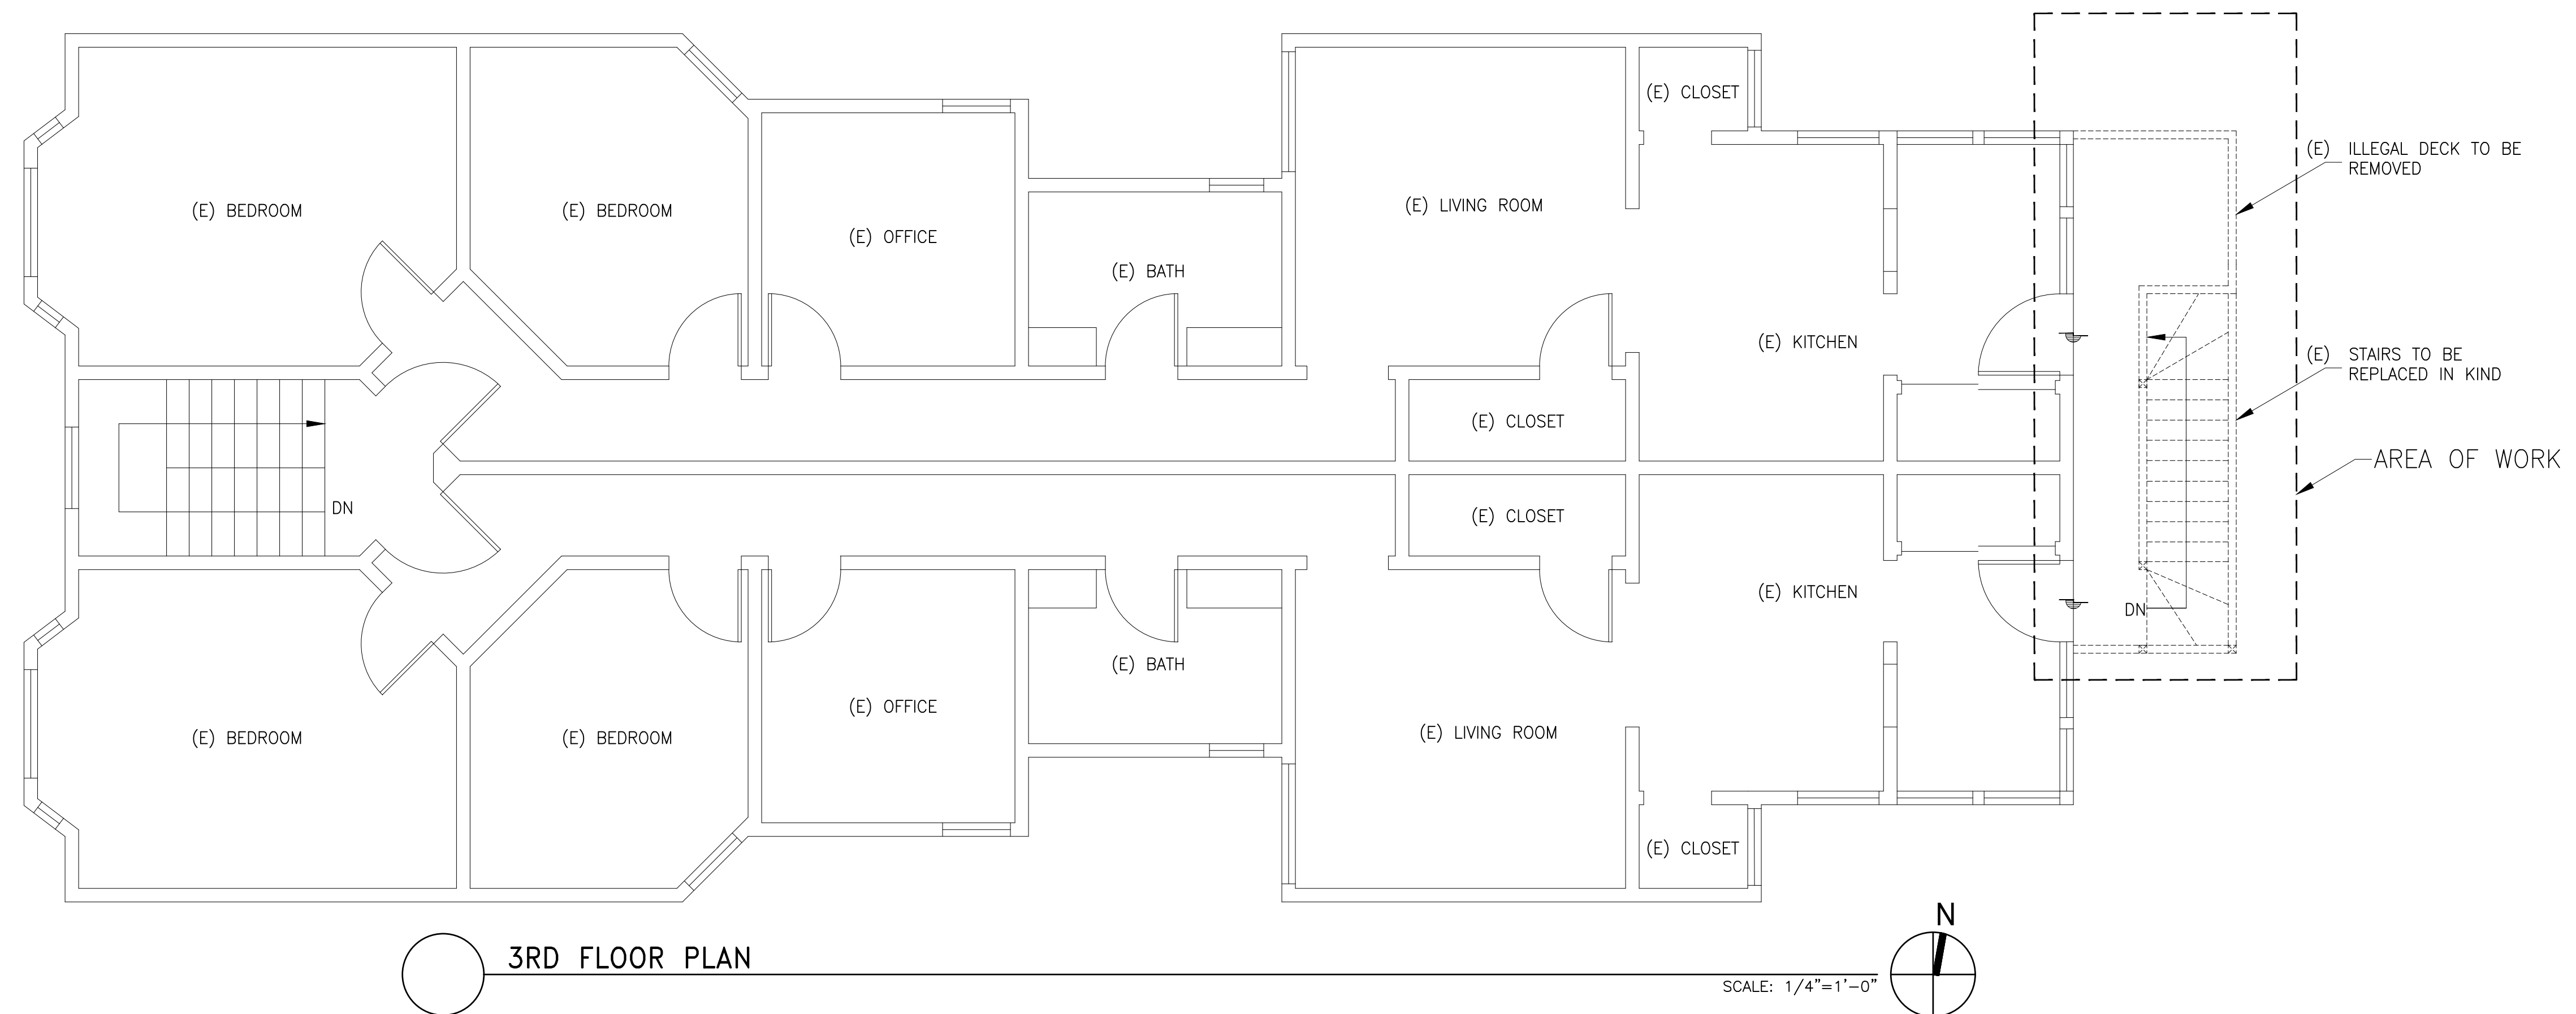 (E) CLOSET
(E) ILLEGAL DECK TO BE
REMOVED
(E) BEDROOM
(E) BEDROOM
(E) OFFICE
(E) LIVING ROOM
(E) BATH
(E) KITCHEN
(E) STAIRS TO BE
REPLACED IN KIND
(E) CLOSET
AREA OF WORK
DN
(E) CLOSET
(E) KITCHEN
DN
(E) BATH
(E) OFFICE
(E) BEDROOM
(E) BEDROOM
(E) LIVING ROOM
(E) CLOSET
N
3RD FLOOR PLAN
SCALE: 1/4"=1'-0"